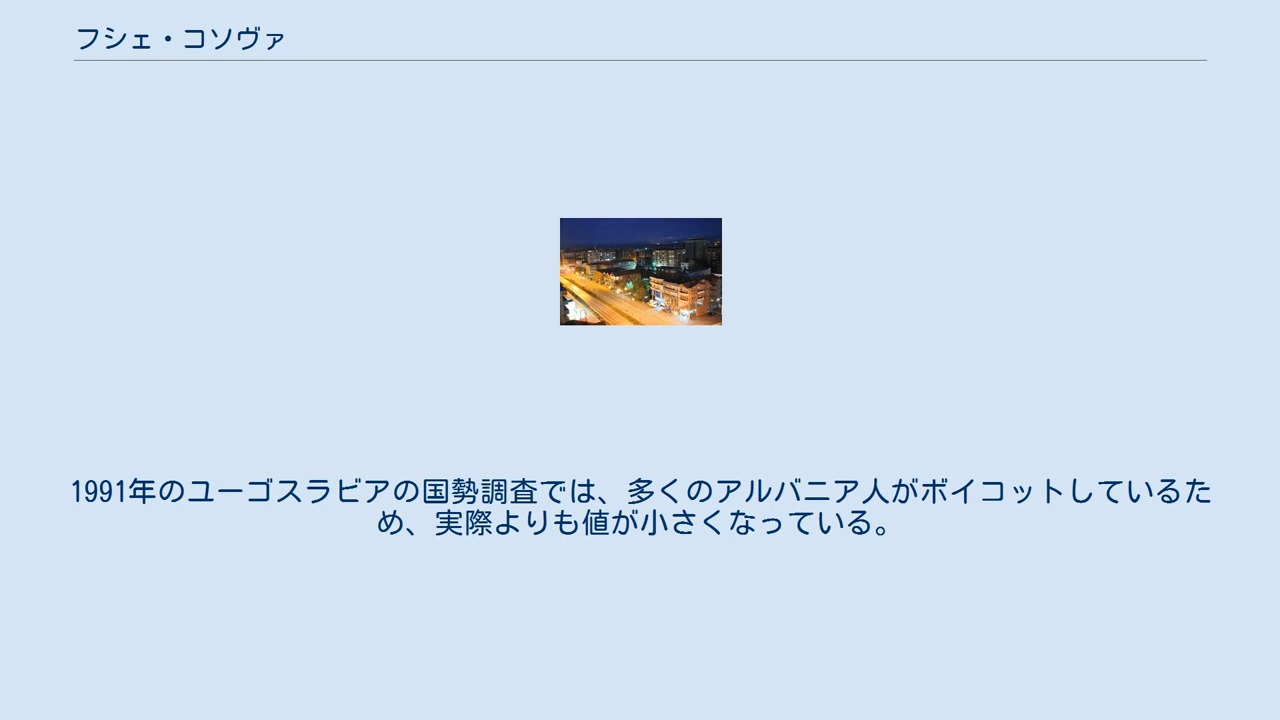 フシェ・コソヴァ
1991年のユーゴスラビアの国勢調査では、多くのアルバニア人がボイコットしているた
め、実際よりも値が小さくなっている。